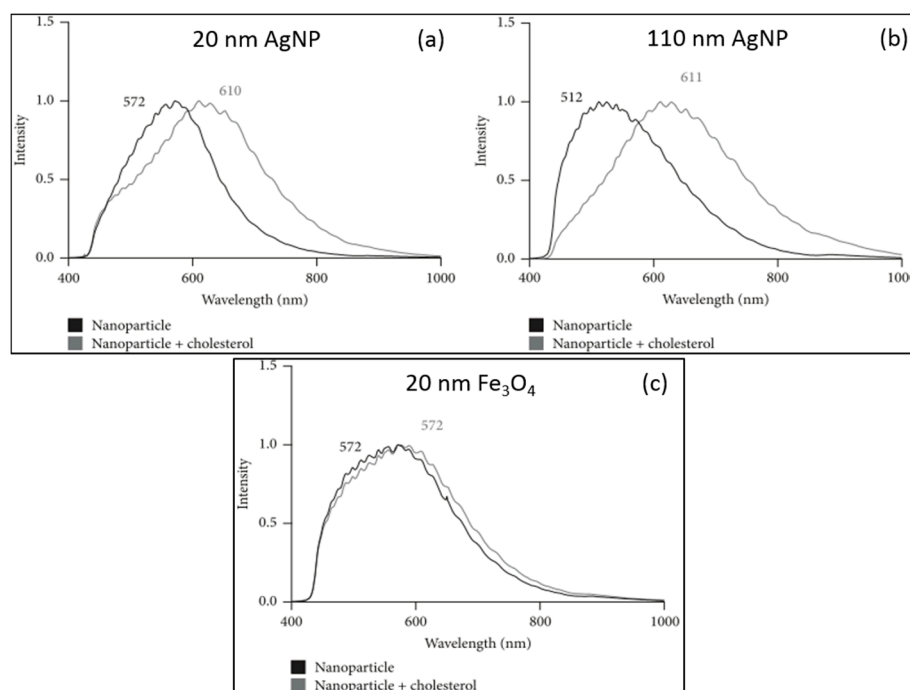 20 nm AgNP (a)
1.5
1.0
0.5
0.0
Intensity
572
610
400 600 800 1000
Wavelength (nm)
Nanoparticle
Nanoparticle + cholesterol
110 nm AgNP (b)
1.5
1.0
0.5
0.0
Intensity
512
611
400 600 800 100
Wavelength (nm)
Nanoparticle
Nanoparticle + cholesterol
20 nm Fe₃O₄ (c)
1.5
1.0
0.5
0.0
Intensity
572
572
400 600 800 1000
Wavelength (nm)
Nanoparticle
Nanoparticle + cholesterol